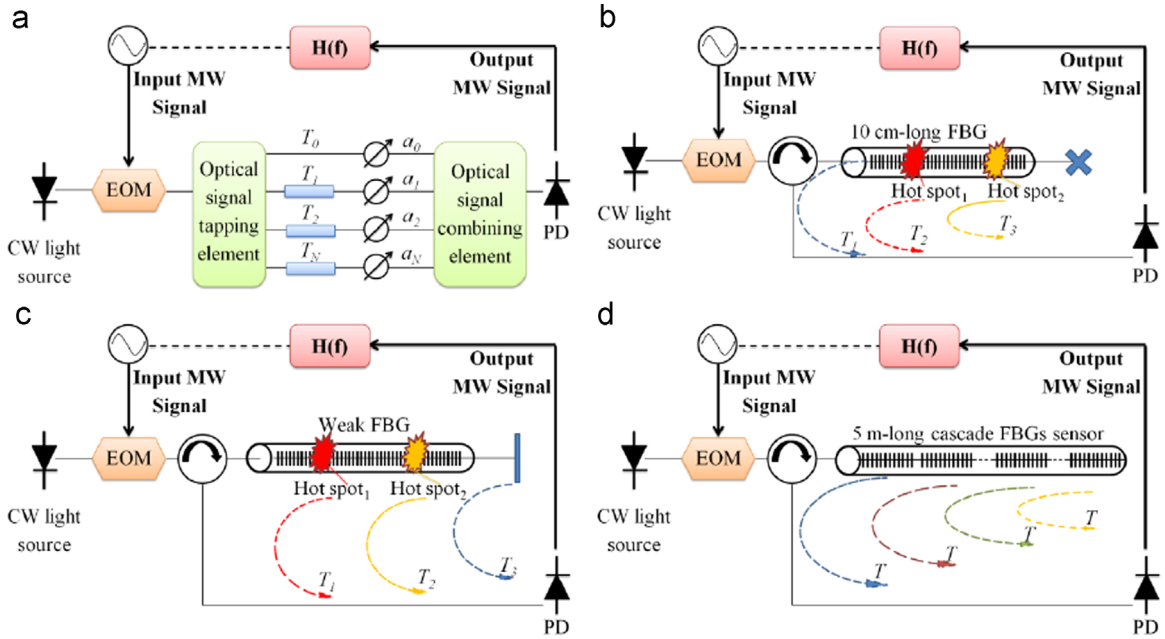 a
H(f)
Input MW
Signal
Output
MW Signal
EOM
CW light
source
Optical
signal
tapping
element
T0
T1
T2
TN
a0
a1
a2
aN
Optical
signal
combining
element
PD
b
H(f)
Input MW
Signal
Output
MW Signal
EOM
CW light
source
10 cm-long FBG
Hot spot1
Hot spot2
T1
T2
T3
PD
c
H(f)
Input MW
Signal
Output
MW Signal
EOM
CW light
source
Weak FBG
Hot spot1
Hot spot2
T1
T2
T3
PD
d
H(f)
Input MW
Signal
Output
MW Signal
EOM
CW light
source
5 m-long cascade FBGs sensor
T
T
T
T
PD